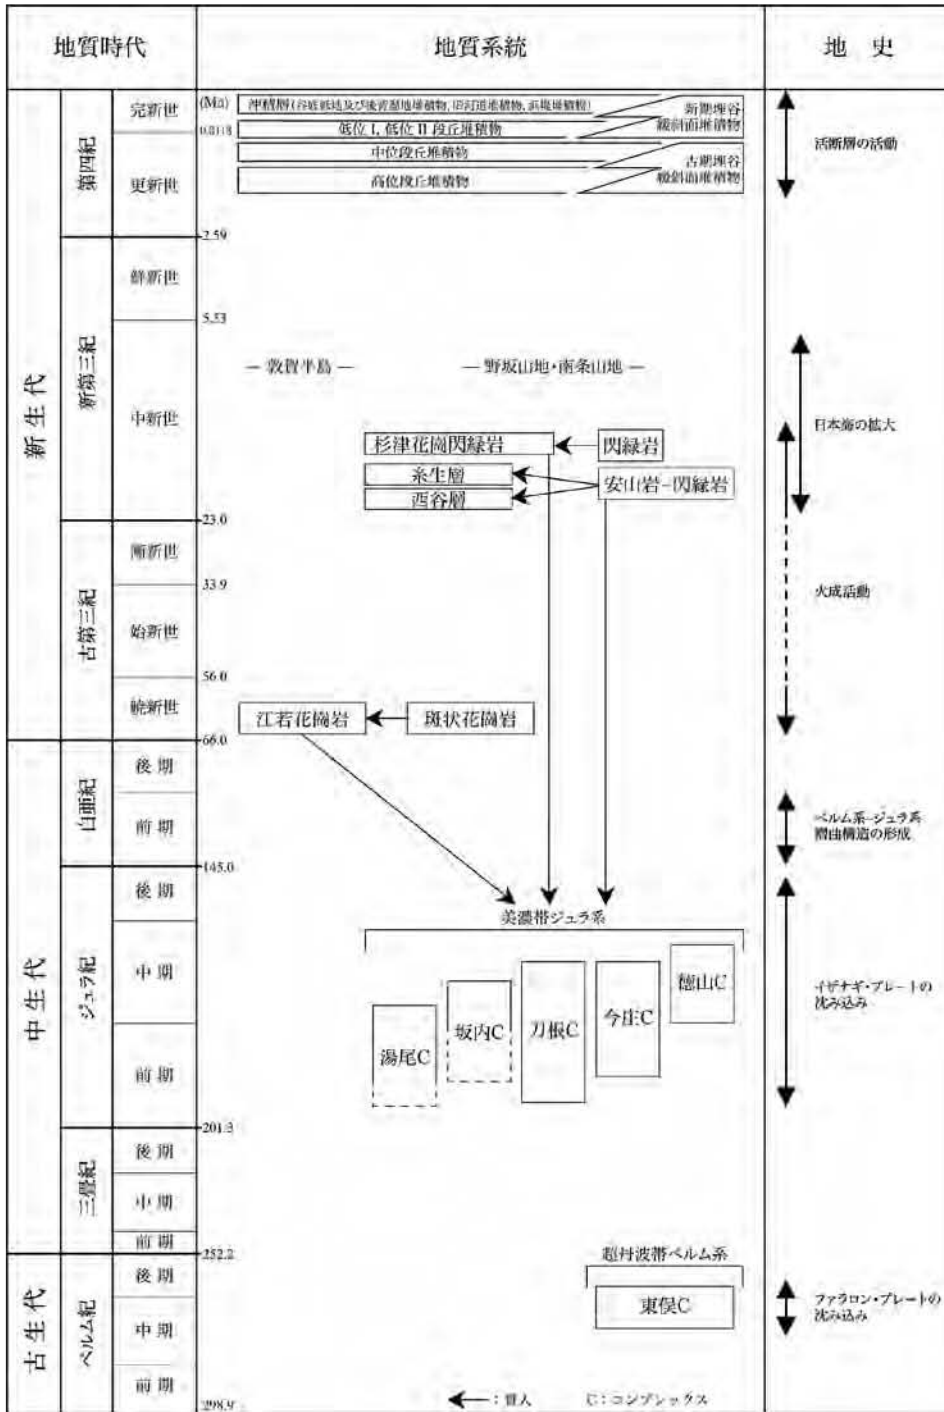 地質時代
地質系統
地 史
新生代
中生代
古生代
第四紀
新第三紀
古第三紀
白亜紀
ジュラ紀
三畳紀
ペルム紀
完新世
更新世
鮮新世
中新世
漸新世
始新世
暁新世
後 期
前 期
後 期
中 期
前 期
後 期
中 期
前 期
後 期
中 期
前 期
(Ma)
0.0118
2.59
5.33
23.0
33.9
56.0
66.0
145.0
201.3
252.2
298.9
沖積層(谷底低地及び後背湿地堆積物, 旧河道堆積物, 浜堤堆積物)
新期埋谷
緩斜面堆積物
低位 I, 低位 II 段丘堆積物
中位段丘堆積物
古期埋谷
緩斜面堆積物
高位段丘堆積物
― 敦賀半島 ―
― 野坂山地・南条山地 ―
杉津花崗閃緑岩
閃緑岩
糸生層
安山岩-閃緑岩
西谷層
江若花崗岩
斑状花崗岩
美濃帯ジュラ系
湯尾C
坂内C
刀根C
今庄C
徳山C
超丹波帯ペルム系
東俣C
:貫入
C:コンプレックス
活断層の活動
日本海の拡大
火成活動
ペルム系-ジュラ系
褶曲構造の形成
イザナギ・プレートの
沈み込み
ファラロン・プレートの
沈み込み